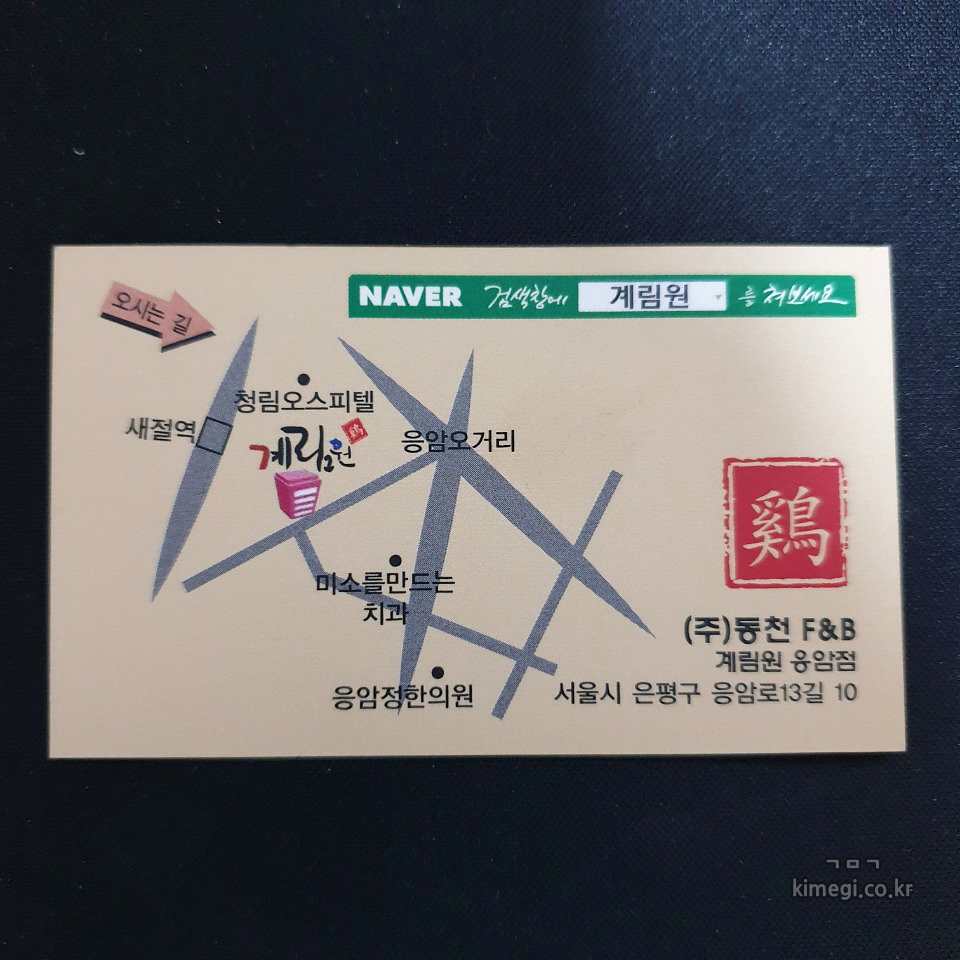 오시는 길
NAVER 검색창에 계림원 를 쳐보세요
청림오스피텔
새절역
계림원 鷄
응암오거리
鷄
미소를만드는
치과
(주)동천 F&B
계림원 응암점
응암정한의원
서울시 은평구 응암로13길 10
ㄱㅁㄱ
kimegi.co.kr